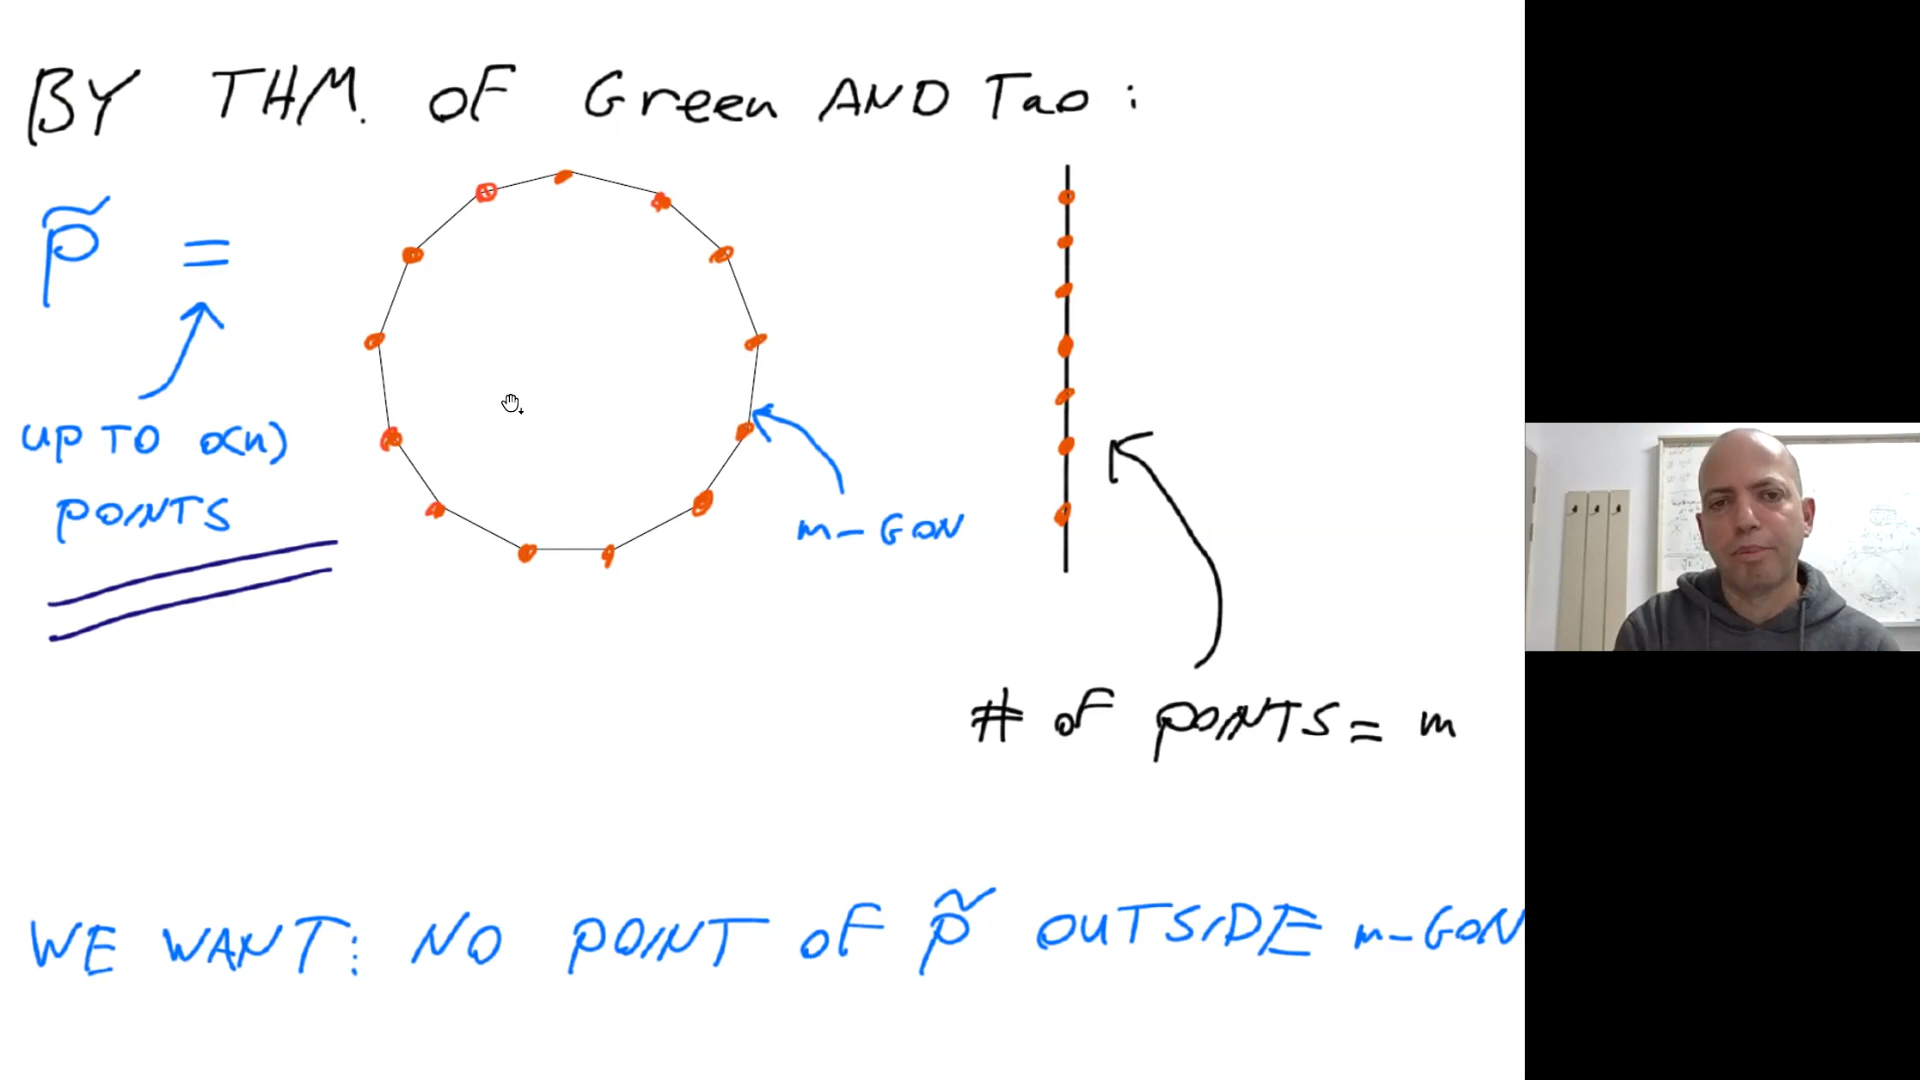 BY THM. OF Green AND Tao :
P̃ =
UP TO o(n)
POINTS
m-GON
# OF POINTS = m
WE WANT: NO POINT OF P̃ OUTSIDE m-GON